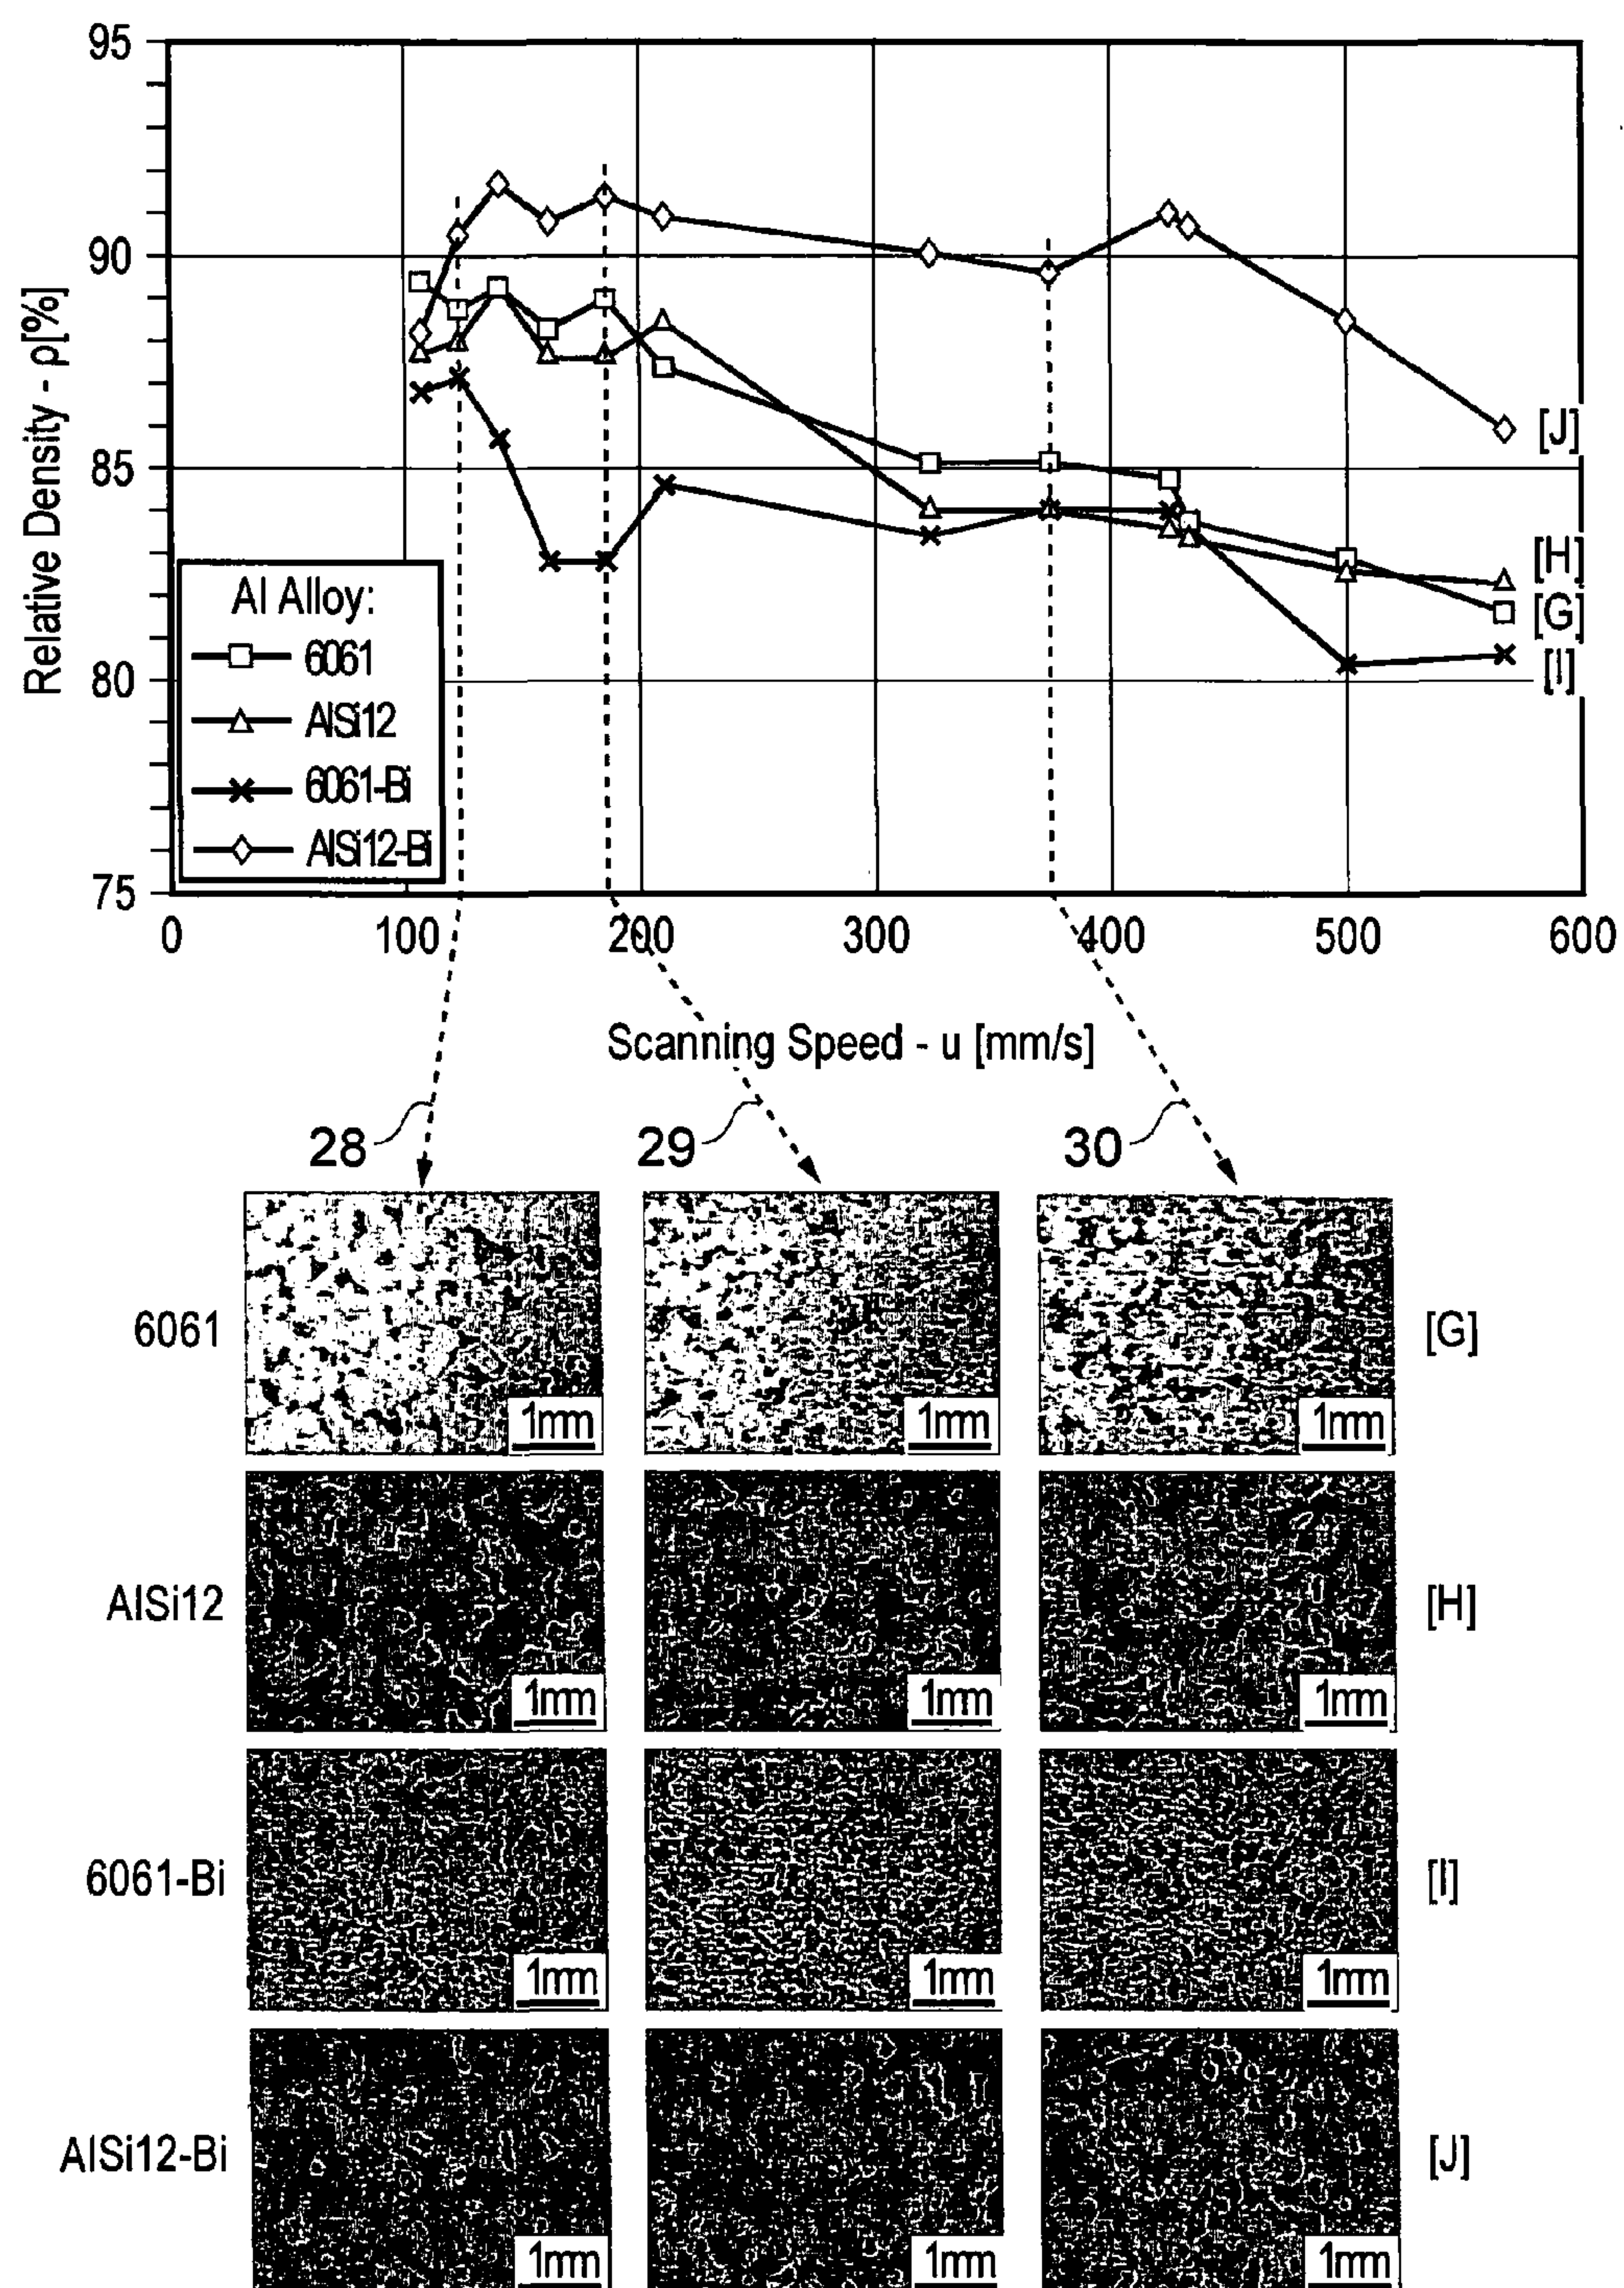 95
90
85
80
75
Relative Density - ρ[%]
[J]
[H]
[G]
[I]
Al Alloy:
6061
AlSi12
6061-Bi
AlSi12-Bi
0 100 200 300 400 500 600
Scanning Speed - u [mm/s]
28 29 30
6061 1mm 1mm 1mm [G]
AlSi12 1mm 1mm 1mm [H]
6061-Bi 1mm 1mm 1mm [I]
AlSi12-Bi 1mm 1mm 1mm [J]